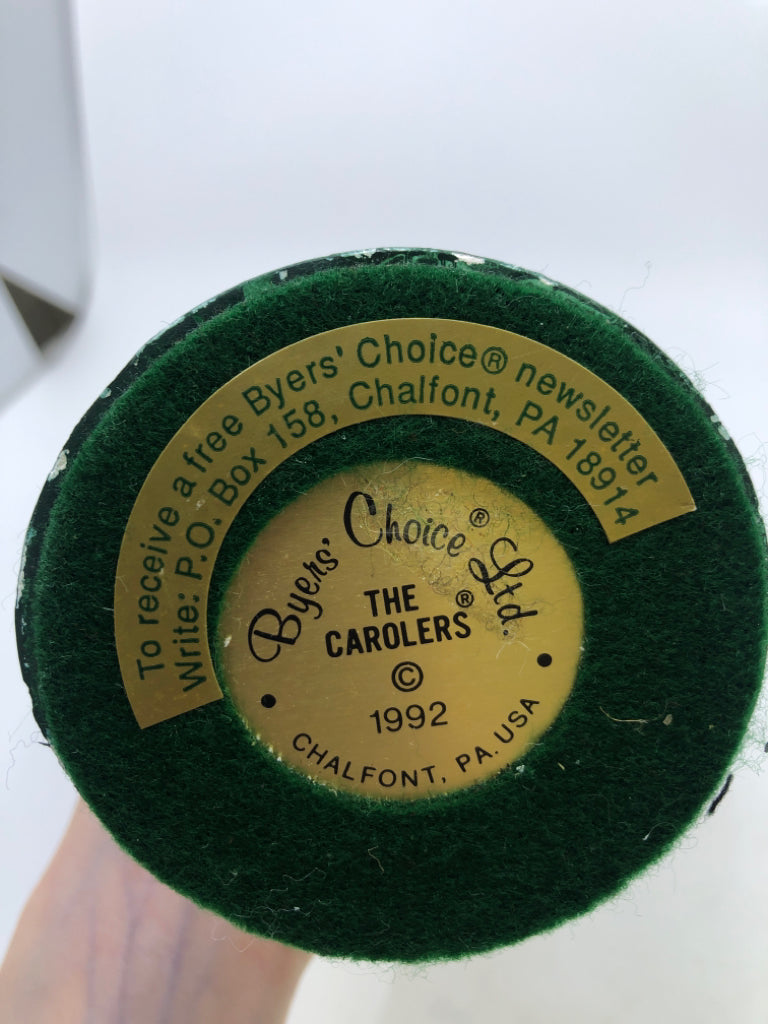 To receive a free Byers' Choice® newsletter
Write: P.O. Box 158, Chalfont, PA 18914
Byers' Choice® Ltd.
THE
CAROLERS®
©
1992
CHALFONT, PA. USA